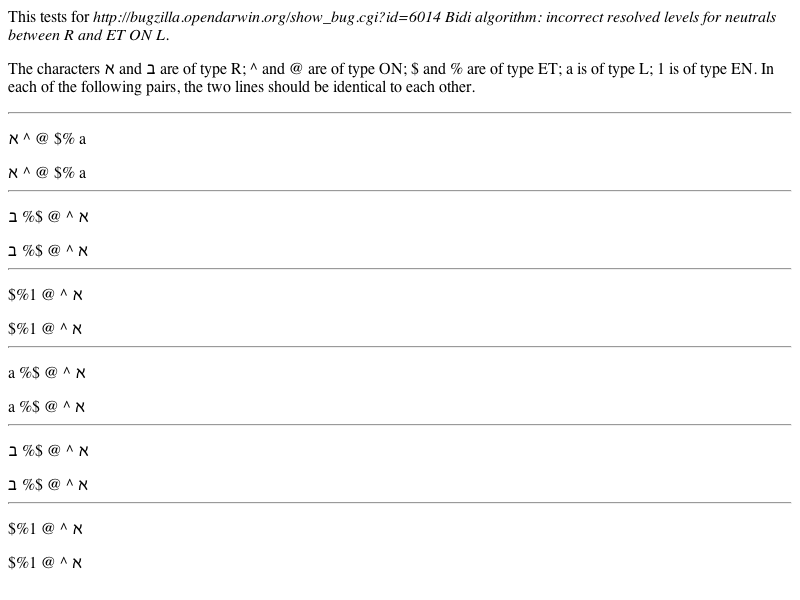 This tests for http://bugzilla.opendarwin.org/show_bug.cgi?id=6014 Bidi algorithm: incorrect resolved levels for neutrals
between R and ET ON L.
The characters א and ב are of type R; ^ and @ are of type ON; $ and % are of type ET; a is of type L; 1 is of type EN. In
each of the following pairs, the two lines should be identical to each other.
א ^ @ $% a
א ^ @ $% a
א ^ @ $% ב
א ^ @ $% ב
א ^ @ $%1
א ^ @ $%1
א ^ @ $% a
א ^ @ $% a
א ^ @ $% ב
א ^ @ $% ב
א ^ @ $%1
א ^ @ $%1